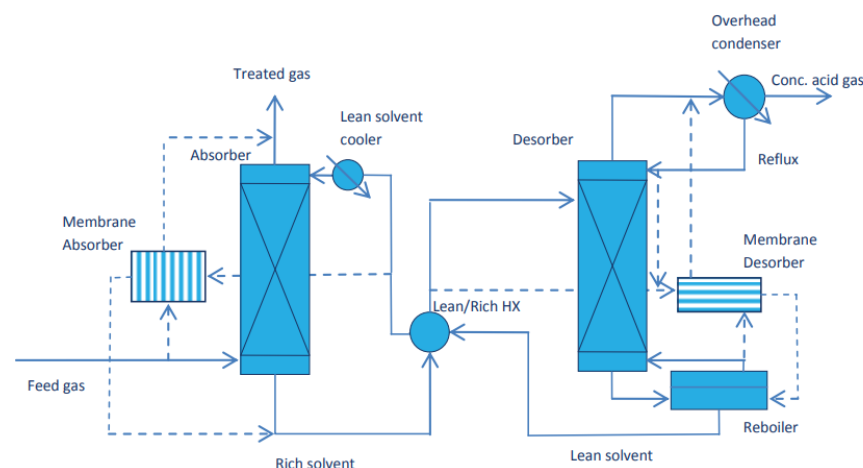 Overhead
condenser
Treated gas
Conc. acid gas
Lean solvent
cooler
Absorber
Desorber
Reflux
Membrane
Absorber
Membrane
Desorber
Lean/Rich HX
Feed gas
Reboiler
Rich solvent
Lean solvent